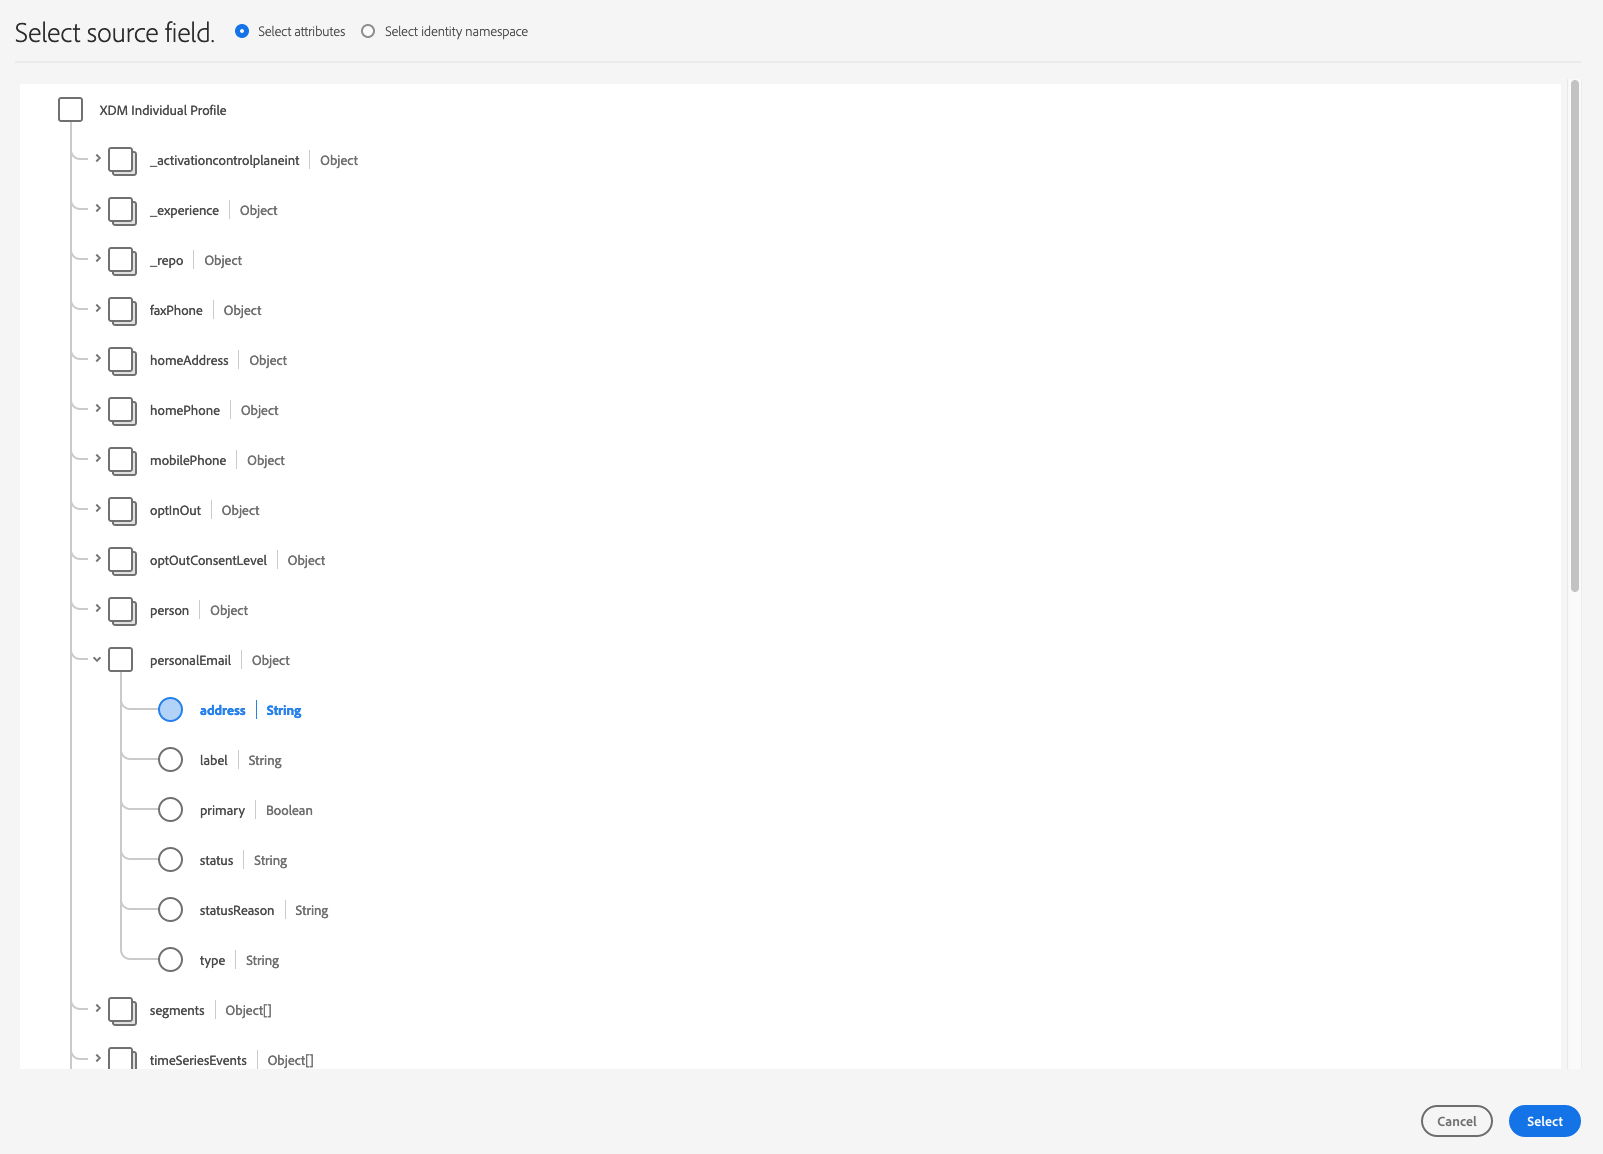 Select source field. Select attributes Select identity namespace
XDM Individual Profile
_activationcontrolplaneint Object
_experience Object
_repo Object
faxPhone Object
homeAddress Object
homePhone Object
mobilePhone Object
optInOut Object
optOutConsentLevel Object
person Object
personalEmail Object
address String
label String
primary Boolean
status String
statusReason String
type String
segments Object[]
timeSeriesEvents Object[]
Cancel Select